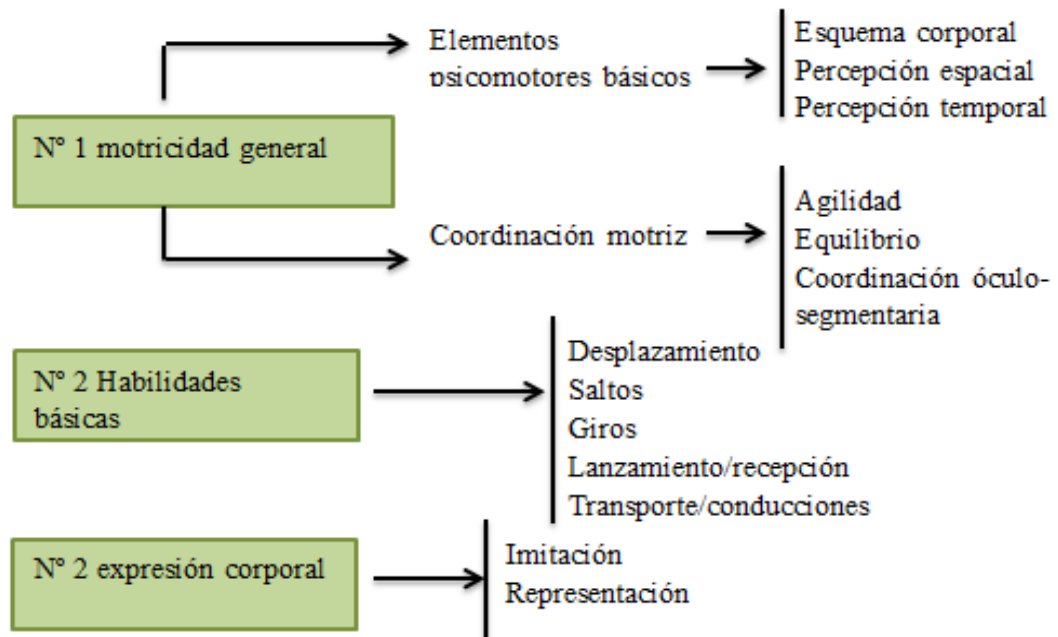 Elementos
psicomotores básicos
Esquema corporal
Percepción espacial
Percepción temporal
Nº 1 motricidad general
Coordinación motriz
Agilidad
Equilibrio
Coordinación óculo-
segmentaria
Nº 2 Habilidades
básicas
Desplazamiento
Saltos
Giros
Lanzamiento/recepción
Transporte/conducciones
Nº 2 expresión corporal
Imitación
Representación